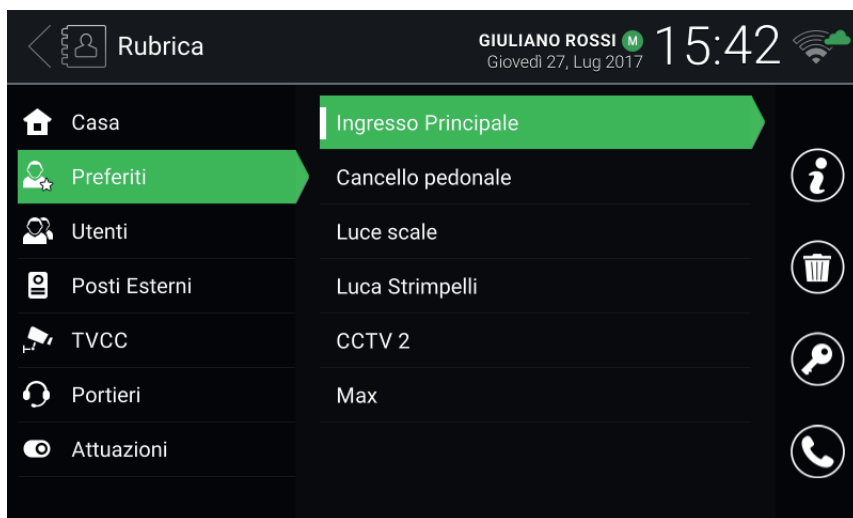 Rubrica
GIULIANO ROSSI M
Giovedì 27, Lug 2017
15:42
Casa
Preferiti
Utenti
Posti Esterni
TVCC
Portieri
Attuazioni
Ingresso Principale
Cancello pedonale
Luce scale
Luca Strimpelli
CCTV 2
Max